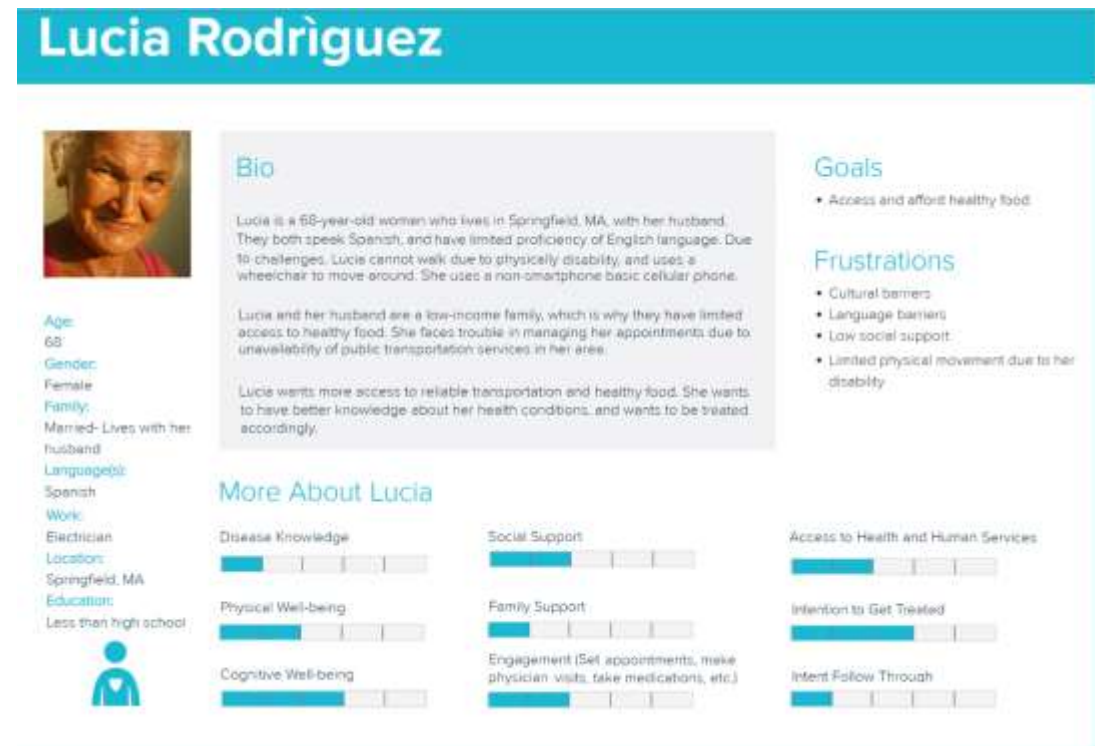 Lucia Rodrìguez
Bio
Lucia is a 68-year-old women who lives in Springfield, MA, with her husband.
They both speek Spanish, and have limited proficiency of English language. Due
to challenges, Lucia cannot walk due to physically disability, and uses a
wheelchair to move around. She uses a non-smartphone basic cellular phone.
Lucia and her husband are a low-income family, which is why they have limited
access to healthy food. She faces trouble in managing her appointments due to
unavailability of public transportation services in her area.
Lucia wants more access to reliable transportation and healthy food. She wants
to have better knowledge about her health conditions, and wants to be treated
accordingly.
Goals
• Access and afford healthy food
Frustrations
• Cultural barriers
• Language barriers
• Low social support
• Limited physical movement due to her
disability
Age:
68
Gender:
Female
Family:
Married- Lives with her
husband
Language(s):
Spanish
Work:
Electrician
Location:
Springfield, MA
Education:
Less than high school
More About Lucia
Disease Knowledge
Social Support
Access to Health and Human Services
Physical Well-being
Family Support
Intention to Get Treated
Cognitive Well-being
Engagement (Set appointments, make
physician visits, take medications, etc.)
Intent Follow Through